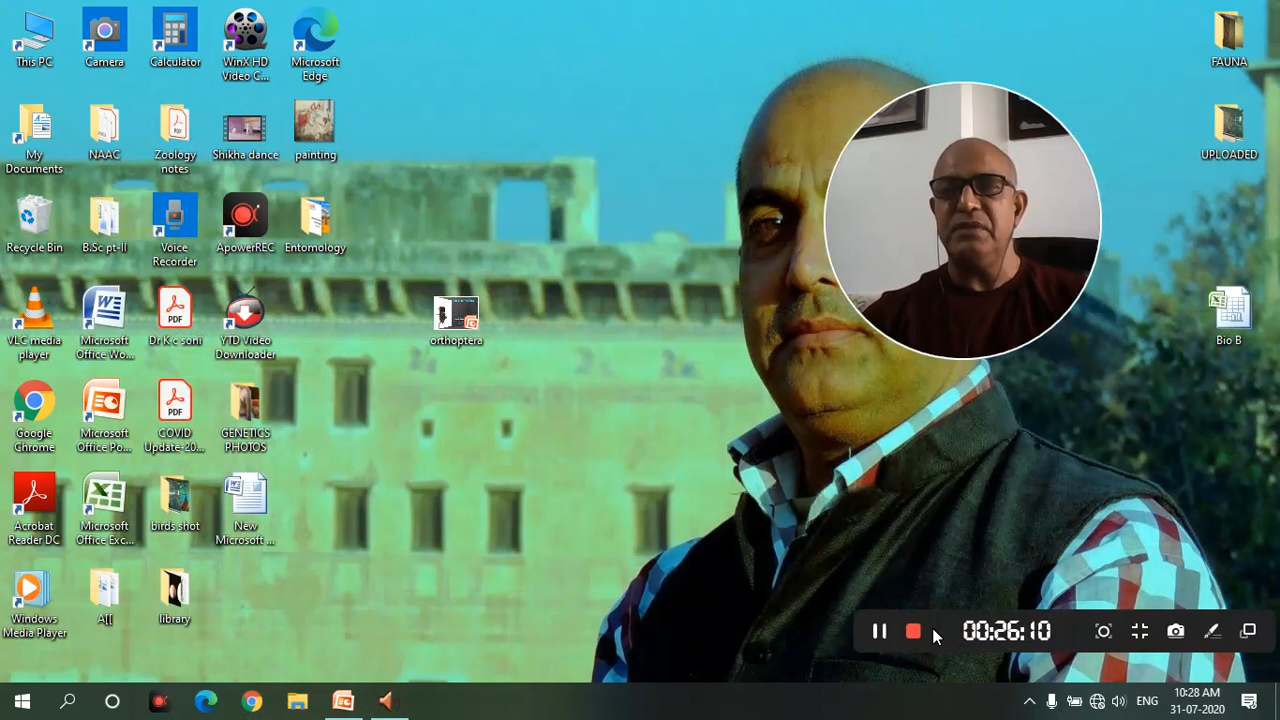 This PC
Camera
Calculator
WinX HD
Video C...
Microsoft
Edge
FAUNA
My
Documents
NAAC
Zoology
notes
Shikha dance
painting
UPLOADED
Recycle Bin
B.Sc pt-II
Voice
Recorder
ApowerREC
Entomology
VLC media
player
Microsoft
Office Wo...
PDF
Dr K c soni
YTD Video
Downloader
orthoptera
Bio B
Google
Chrome
Microsoft
Office Po...
PDF
COVID
Update-20...
GENETICS
PHOTOS
Acrobat
Reader DC
Microsoft
Office Exc...
birds shot
New
Microsoft ...
Windows
Media Player
A[[
library
00:26:10
ENG
10:28 AM
31-07-2020